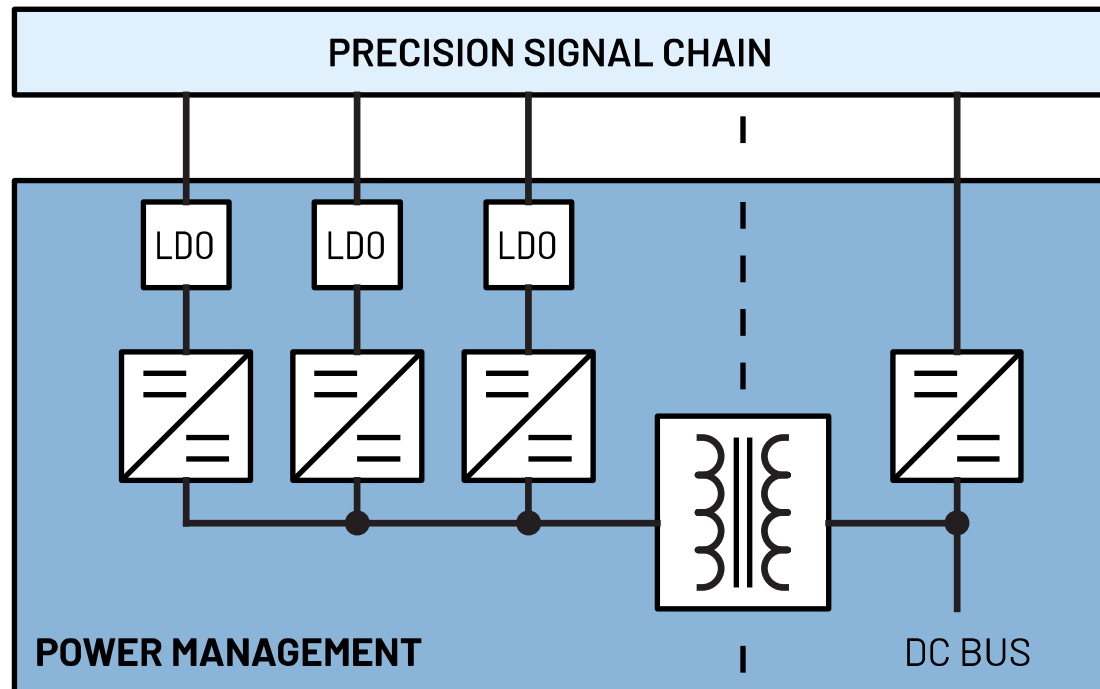 PRECISION SIGNAL CHAIN
LDO
LDO
LDO
POWER MANAGEMENT
DC BUS